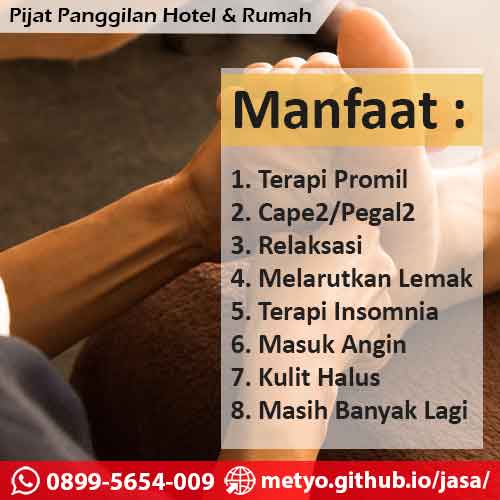 Pijat Panggilan Hotel & Rumah
Manfaat :
1. Terapi Promil
2. Cape2/Pegal2
3. Relaksasi
4. Melarutkan Lemak
5. Terapi Insomnia
6. Masuk Angin
7. Kulit Halus
8. Masih Banyak Lagi
0899-5654-009 metyo.github.io/jasa/